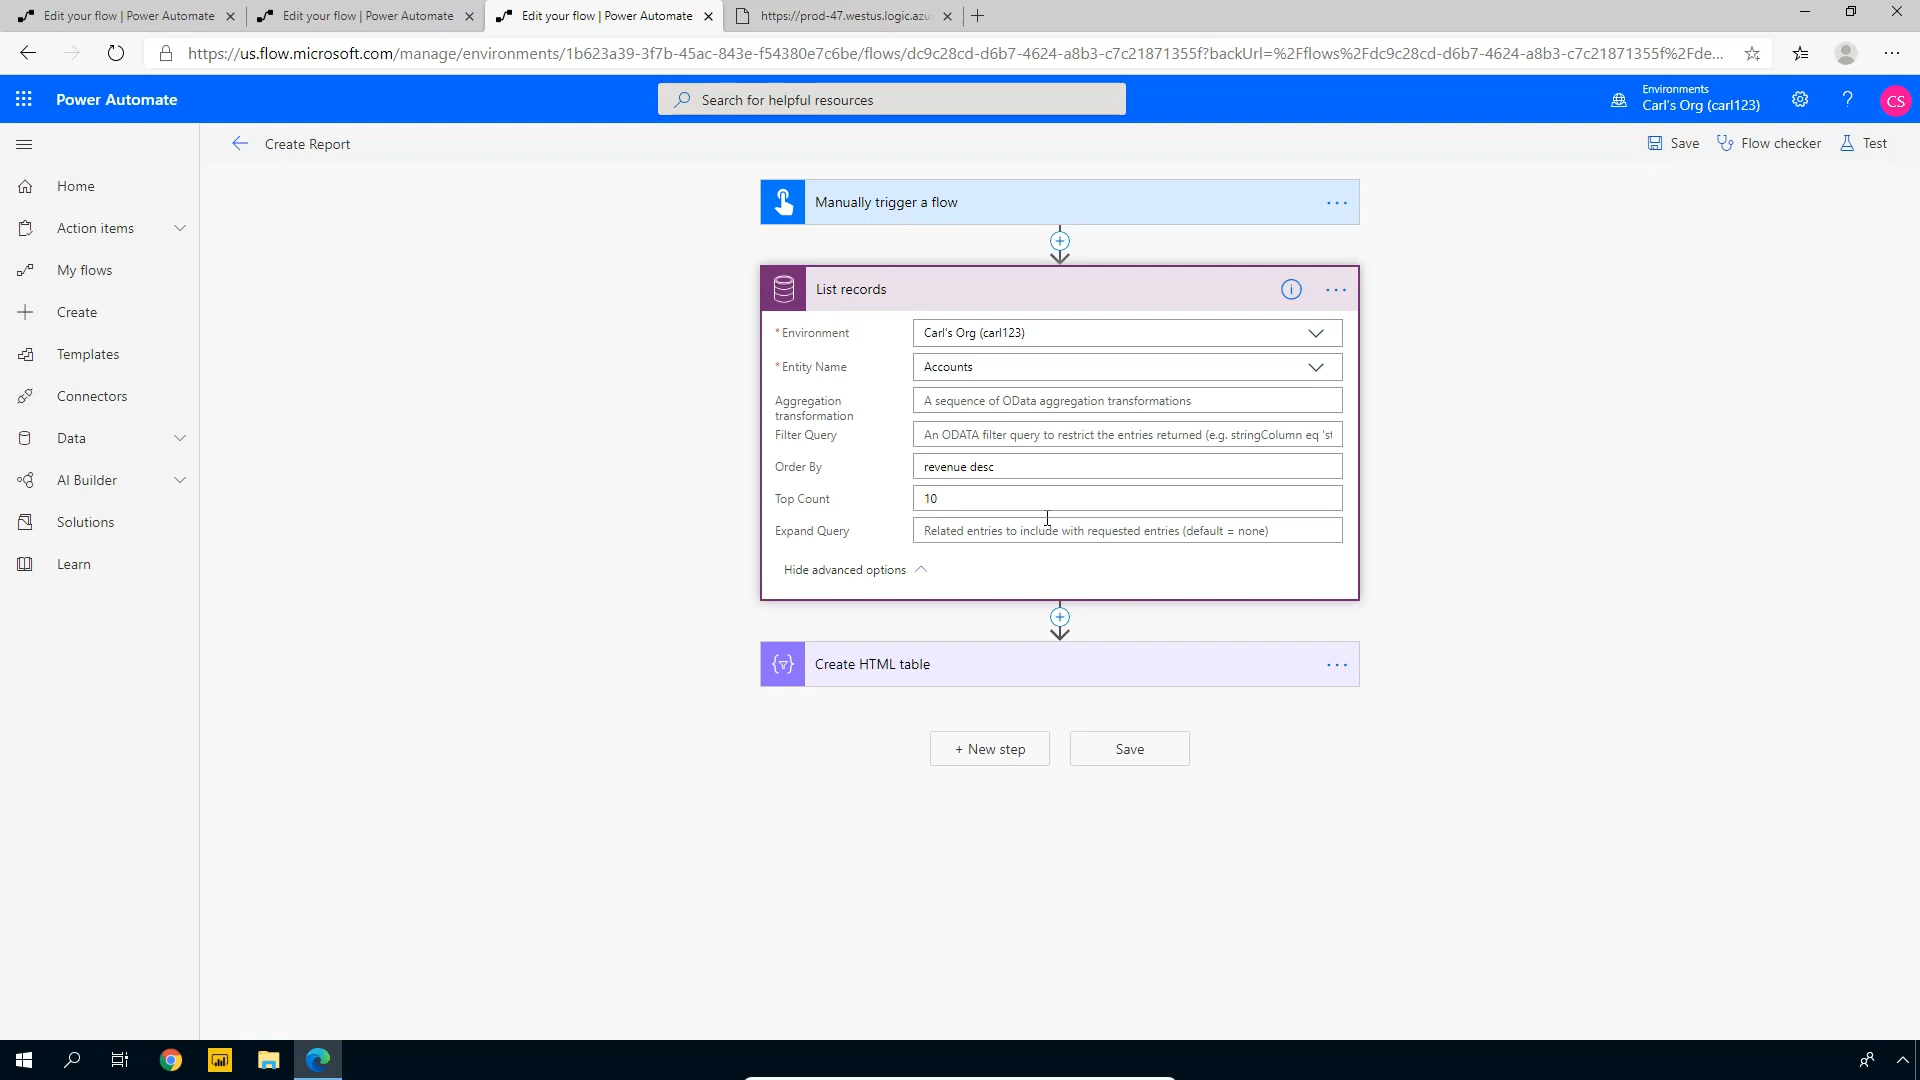 Edit your flow | Power Automate
Edit your flow | Power Automate
Edit your flow | Power Automate
https://prod-47.westus.logic.azu
https://us.flow.microsoft.com/manage/environments/1b623a39-3f7b-45ac-843e-f54380e7c6be/flows/dc9c28cd-d6b7-4624-a8b3-c7c21871355f?backUrl=%2Fflows%2Fdc9c28cd-d6b7-4624-a8b3-c7c21871355f%2Fde...
Power Automate
Search for helpful resources
Environments
Carl's Org (carl123)
?
CS
Create Report
Save
Flow checker
Test
Home
Action items
My flows
Create
Templates
Connectors
Data
AI Builder
Solutions
Learn
Manually trigger a flow
List records
* Environment
Carl's Org (carl123)
* Entity Name
Accounts
Aggregation
transformation
A sequence of OData aggregation transformations
Filter Query
An ODATA filter query to restrict the entries returned (e.g. stringColumn eq 'st
Order By
revenue desc
Top Count
10
Expand Query
Related entries to include with requested entries (default = none)
Hide advanced options
Create HTML table
+ New step
Save